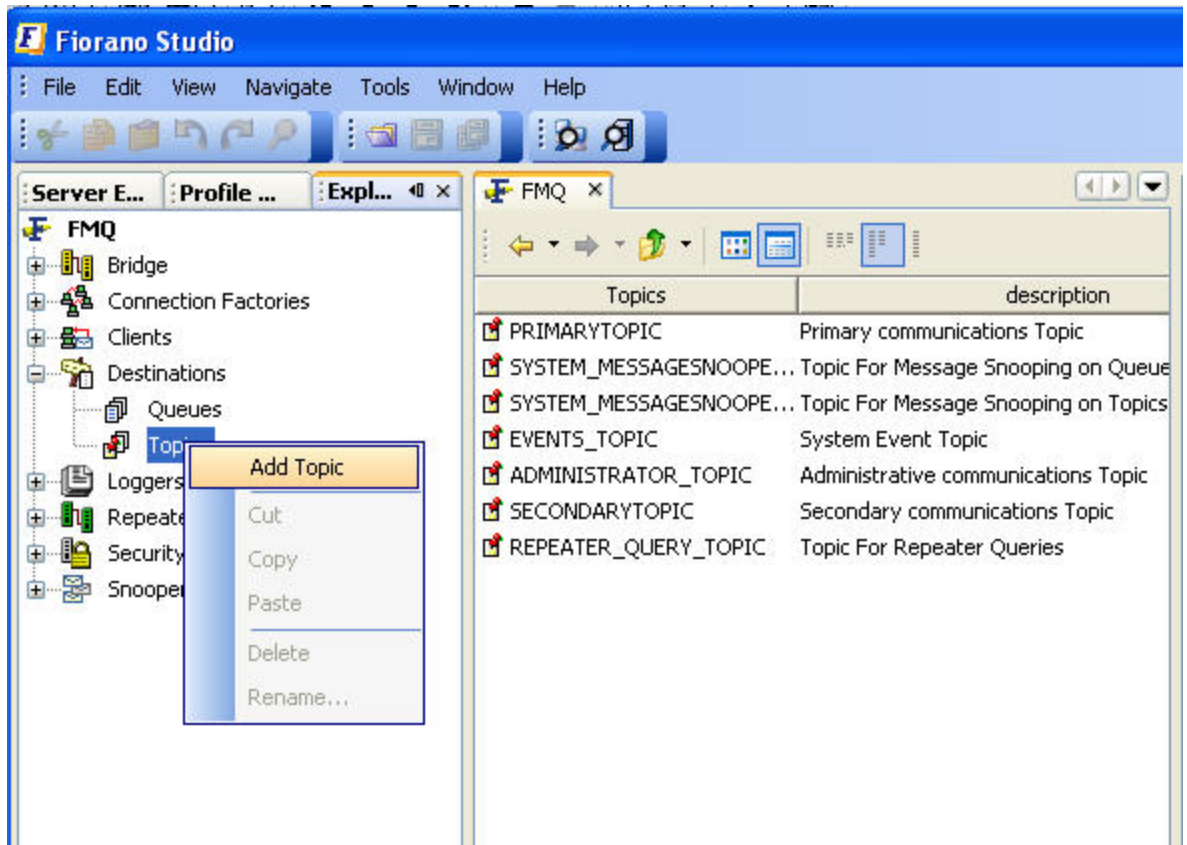 Fiorano Studio
File Edit View Navigate Tools Window Help
Server E... Profile ... Expl...
FMQ
Bridge
Connection Factories
Clients
Destinations
Queues
Top
Loggers
Repeate
Security
Snooper
Add Topic
Cut
Copy
Paste
Delete
Rename...
FMQ
Topics description
PRIMARYTOPIC Primary communications Topic
SYSTEM_MESSAGESNOOPE... Topic For Message Snooping on Queue
SYSTEM_MESSAGESNOOPE... Topic For Message Snooping on Topics
EVENTS_TOPIC System Event Topic
ADMINISTRATOR_TOPIC Administrative communications Topic
SECONDARYTOPIC Secondary communications Topic
REPEATER_QUERY_TOPIC Topic For Repeater Queries